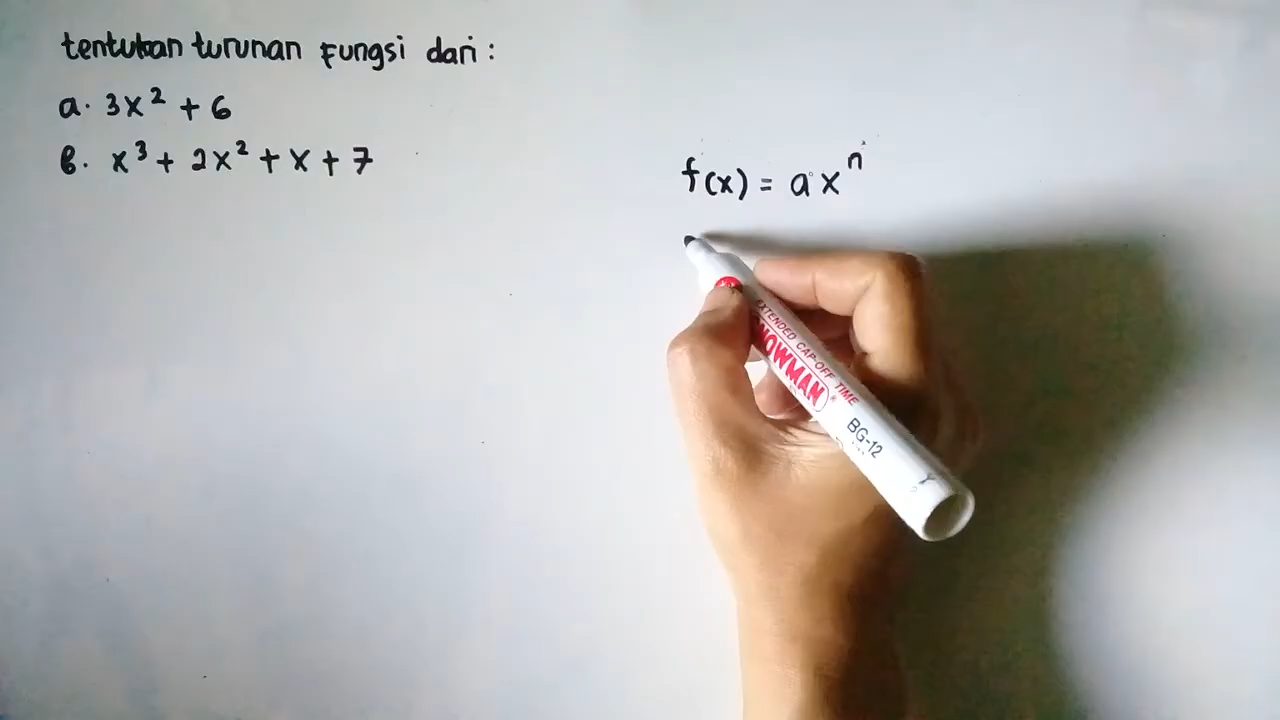 tentukan turunan fungsi dari :
a. 3x² + 6
b. x³ + 2x² + x + 7
f(x) = ax^n
EXTENDED CAP-OFF TIME
SNOWMAN
BG-12